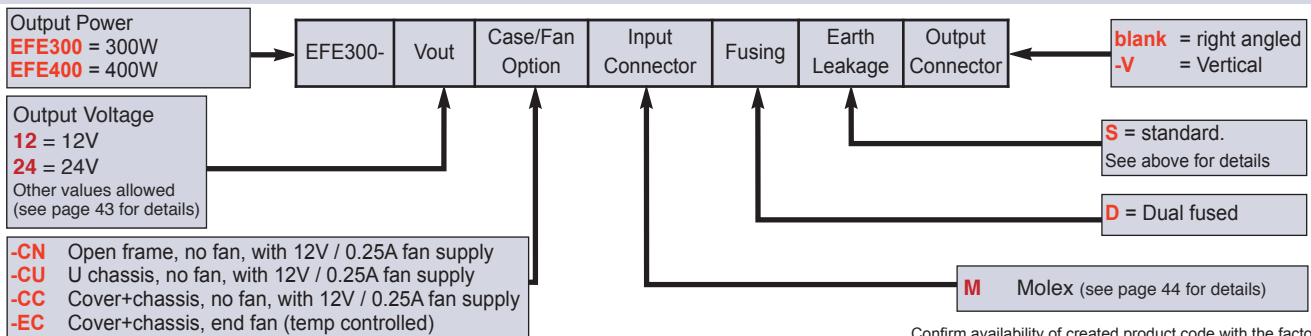 Output Power
EFE300 = 300W
EFE400 = 400W
EFE300-
Vout
Case/Fan
Option
Input
Connector
Fusing
Earth
Leakage
Output
Connector
blank = right angled
-V = Vertical
Output Voltage
12 = 12V
24 = 24V
Other values allowed
(see page 43 for details)
S = standard.
See above for details
D = Dual fused
-CN Open frame, no fan, with 12V / 0.25A fan supply
-CU U chassis, no fan, with 12V / 0.25A fan supply
-CC Cover+chassis, no fan, with 12V / 0.25A fan supply
-EC Cover+chassis, end fan (temp controlled)
M Molex (see page 44 for details)
Confirm availability of created product code with the facto